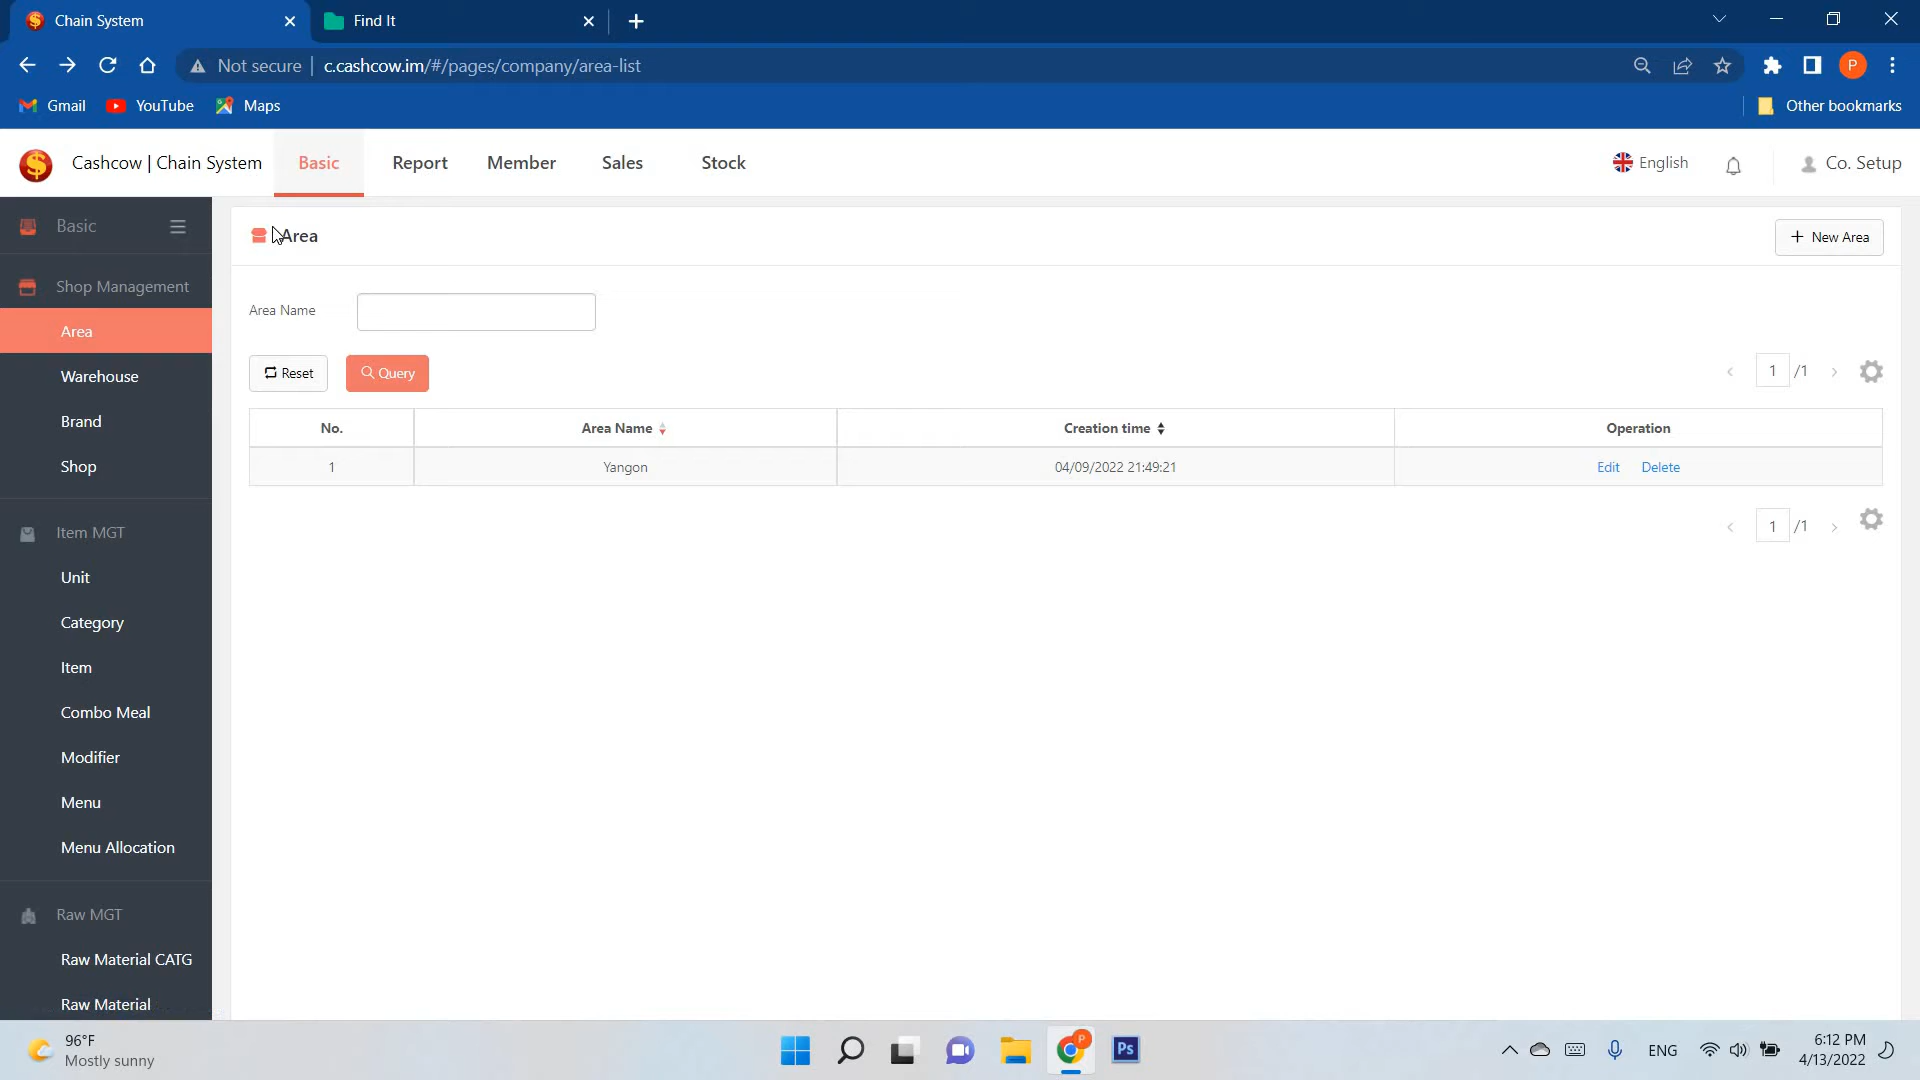 Chain System
Find It
Not secure | c.cashcow.im/#/pages/company/area-list
P
Gmail
YouTube
Maps
Other bookmarks
Cashcow | Chain System
Basic
Report
Member
Sales
Stock
English
Co. Setup
Basic
Shop Management
Area
Warehouse
Brand
Shop
Item MGT
Unit
Category
Item
Combo Meal
Modifier
Menu
Menu Allocation
Raw MGT
Raw Material CATG
Raw Material
Area
+ New Area
Area Name
Reset
Query
1 /1
No. Area Name Creation time Operation
1 Yangon 04/09/2022 21:49:21 Edit Delete
1 /1
96°F
Mostly sunny
P
Ps
ENG
6:12 PM
4/13/2022